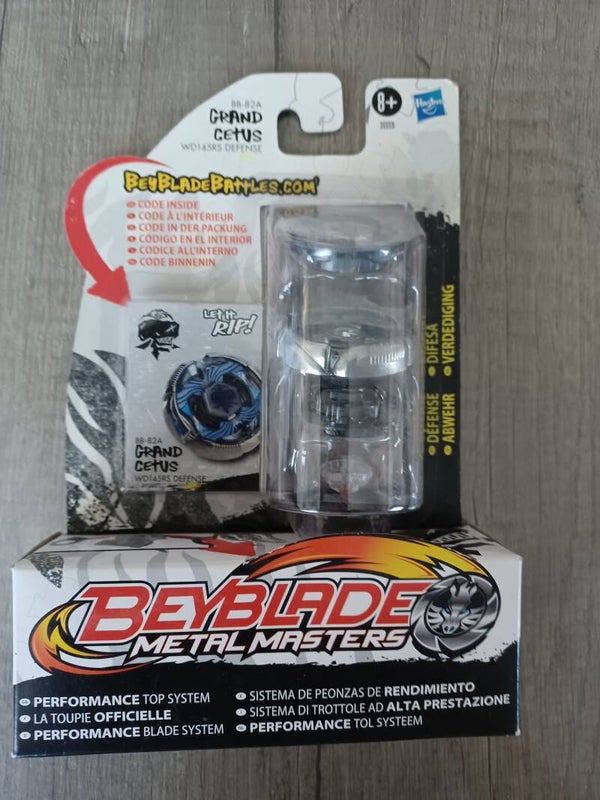 BB-82A
GRAND
CETUS
WD145RS DEFENSE
8+
Hasbro
BEYBLADEBATTLES.COM
CODE INSIDE
CODE À L'INTÉRIEUR
CODE IN DER PACKUNG
CÓDIGO EN EL INTERIOR
CODICE ALL'INTERNO
CODE BINNENIN
LET IT
RIP!
BB-82A
GRAND
CETUS
WD145RS DEFENSE
DÉFENSE
DIFESA
ABWEHR
VERDEDIGING
BEYBLADE
METAL MASTERS
PERFORMANCE TOP SYSTEM
LA TOUPIE OFFICIELLE
PERFORMANCE BLADE SYSTEM
SISTEMA DE PEONZAS DE RENDIMIENTO
SISTEMA DI TROTTOLE AD ALTA PRESTAZIONE
PERFORMANCE TOL SYSTEEM